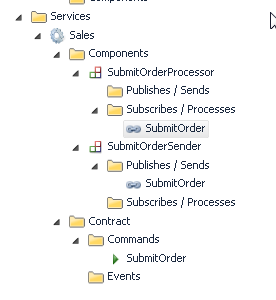 Services
Sales
Components
SubmitOrderProcessor
Publishes / Sends
Subscribes / Processes
SubmitOrder
SubmitOrderSender
Publishes / Sends
SubmitOrder
Subscribes / Processes
Contract
Commands
SubmitOrder
Events